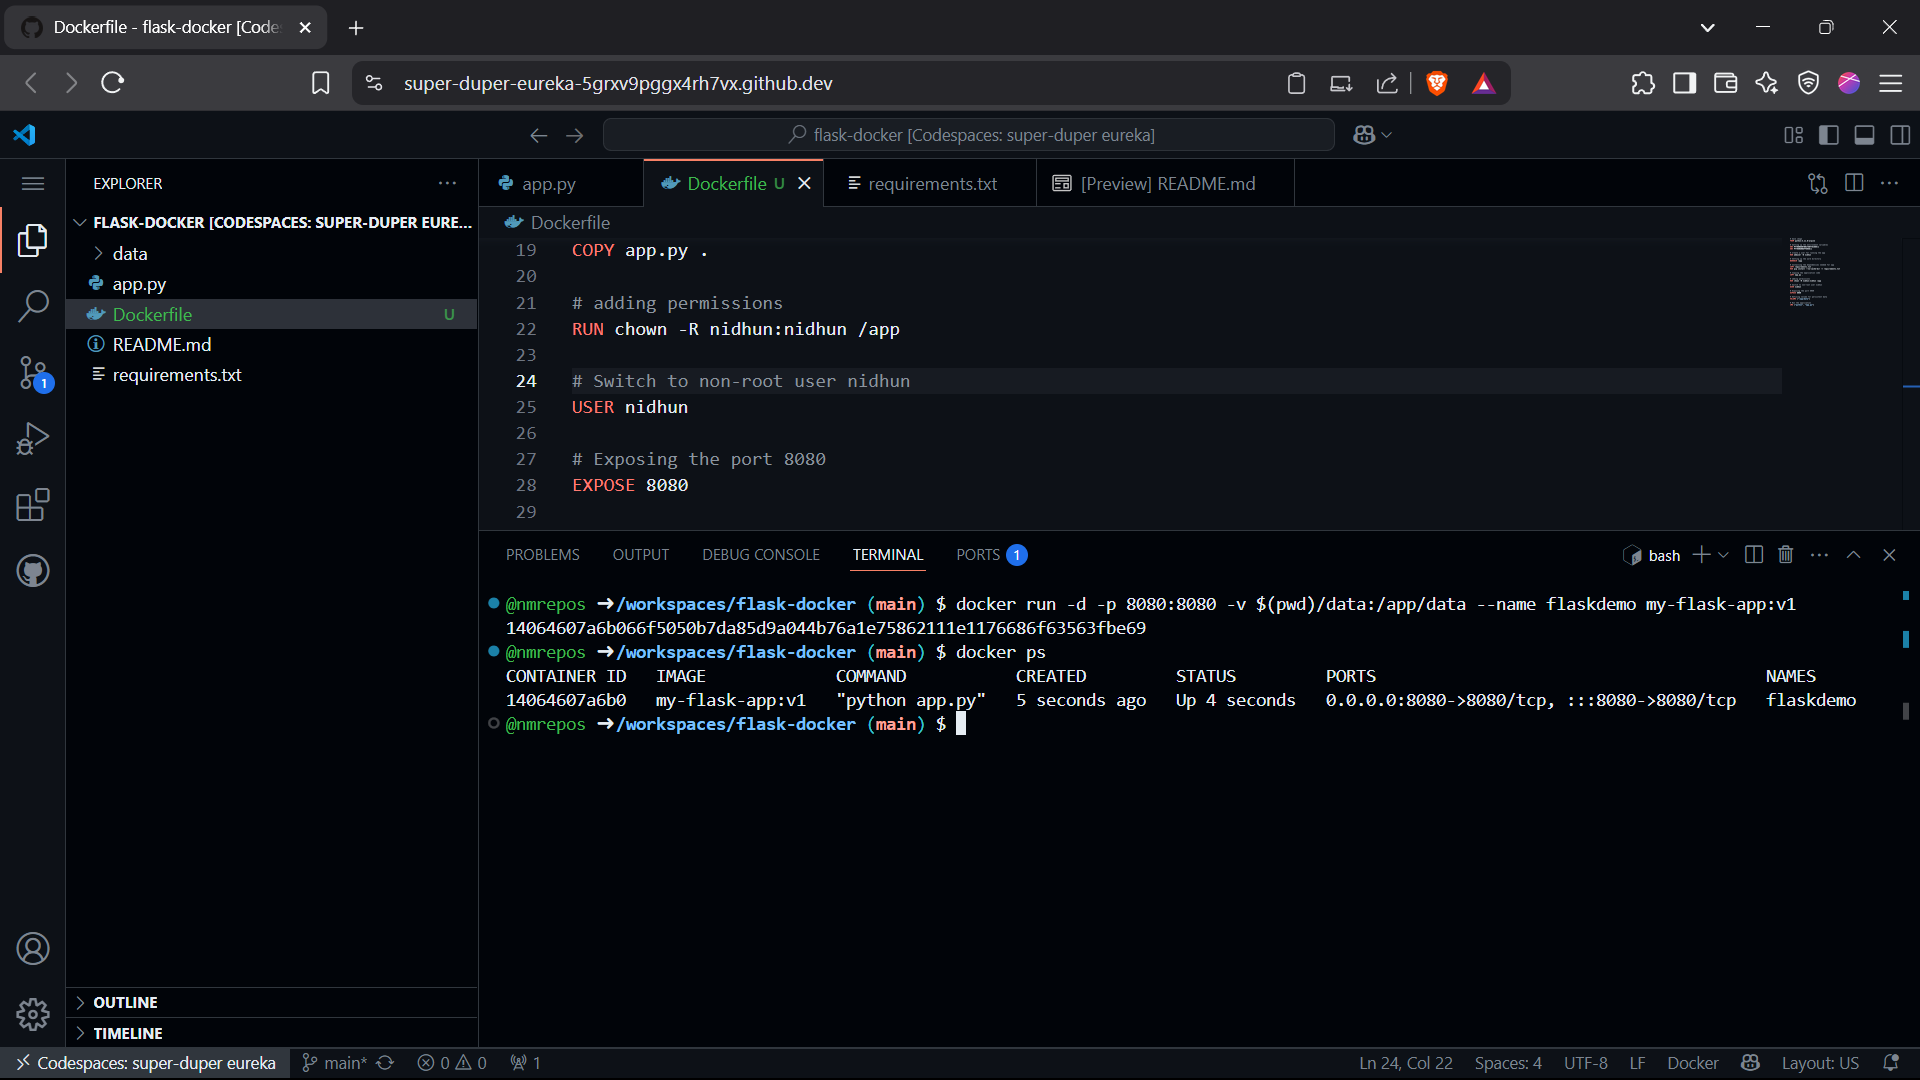 Dockerfile - flask-docker [Code
super-duper-eureka-5grxv9pggx4rh7vx.github.dev
flask-docker [Codespaces: super-duper eureka]
EXPLORER
FLASK-DOCKER [CODESPACES: SUPER-DUPER EURE...
data
app.py
Dockerfile U
README.md
requirements.txt
OUTLINE
TIMELINE
app.py
Dockerfile U
requirements.txt
[Preview] README.md
Dockerfile
19 COPY app.py .
20
21 # adding permissions
22 RUN chown -R nidhun:nidhun /app
23
24 # Switch to non-root user nidhun
25 USER nidhun
26
27 # Exposing the port 8080
28 EXPOSE 8080
29
PROBLEMS OUTPUT DEBUG CONSOLE TERMINAL PORTS 1
bash
@nmrepos ➜/workspaces/flask-docker (main) $ docker run -d -p 8080:8080 -v $(pwd)/data:/app/data --name flaskdemo my-flask-app:v1
14064607a6b066f5050b7da85d9a044b76a1e75862111e1176686f63563fbe69
@nmrepos ➜/workspaces/flask-docker (main) $ docker ps
CONTAINER ID IMAGE COMMAND CREATED STATUS PORTS NAMES
14064607a6b0 my-flask-app:v1 "python app.py" 5 seconds ago Up 4 seconds 0.0.0.0:8080->8080/tcp, :::8080->8080/tcp flaskdemo
@nmrepos ➜/workspaces/flask-docker (main) $
1
Codespaces: super-duper eureka main* 0 0 1 Ln 24, Col 22 Spaces: 4 UTF-8 LF Docker Layout: US